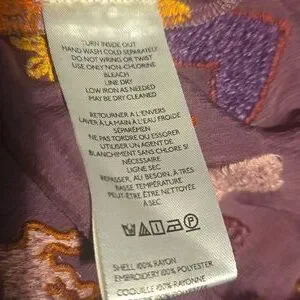 TURN INSIDE OUT
HAND WASH COLD SEPARATELY
DO NOT WRING OR TWIST
USE ONLY NON-CHLORINE
BLEACH
LINE DRY
LOW IRON AS NEEDED
MAY BE DRY CLEANED
RETOURNER A L'ENVERS
LAVER À LA MAIN À L'EAU FROIDE
SÉPARÉMEN
NE PAS TORDRE OU ESSORER
UTILISER UN AGENT DE
BLANCHIMENT SANS CHLORE SI
NÉCESSAIRE
LIGNE SEC
REPASSER, AU BESOIN, À TRÈS
BASSE TEMPÉRATURE
PEUT-ÊTRE ÊTRE NETTOYÉE
À SEC
SHELL 100% RAYON
EMBROIDERY 100% POLYESTER
COQUILLE 100% RAYONNE